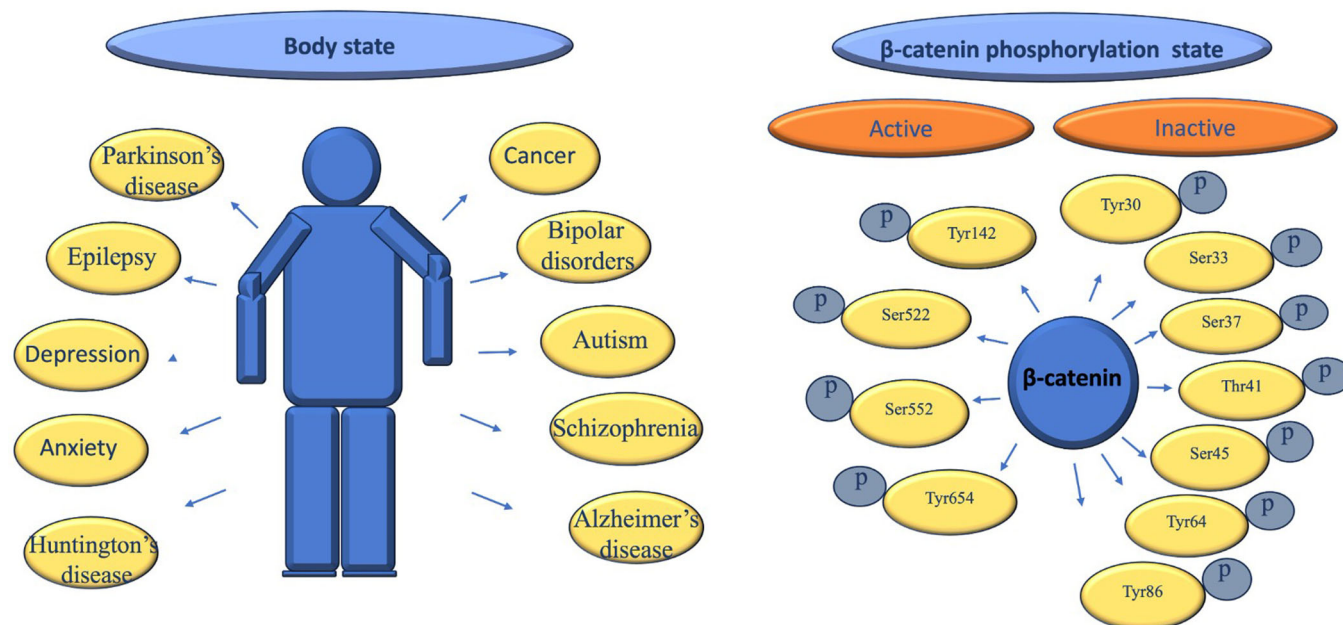 Body state
Parkinson's
disease
Epilepsy
Depression
Anxiety
Huntington's
disease
Cancer
Bipolar
disorders
Autism
Schizophrenia
Alzheimer's
disease
β-catenin phosphorylation state
Active
Inactive
p
Tyr142
p
Ser522
p
Ser552
p
Tyr654
β-catenin
Tyr30
p
Ser33
p
Ser37
p
Thr41
p
Ser45
p
Tyr64
p
Tyr86
p